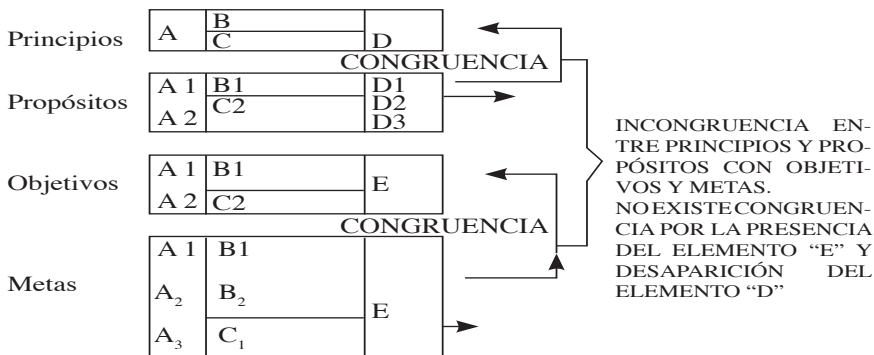 Principios A B
C D
CONGRUENCIA
Propósitos A 1 B1 D1
A 2 C2 D2
D3
Objetivos A 1 B1 E
A 2 C2
CONGRUENCIA
Metas A 1 B1
A₂ B₂ E
A₃ C₁
INCONGRUENCIA EN-
TRE PRINCIPIOS Y PRO-
PÓSITOS CON OBJETI-
VOS Y METAS.
NO EXISTE CONGRUEN-
CIA POR LA PRESENCIA
DEL ELEMENTO “E” Y
DESAPARICIÓN DEL
ELEMENTO “D”